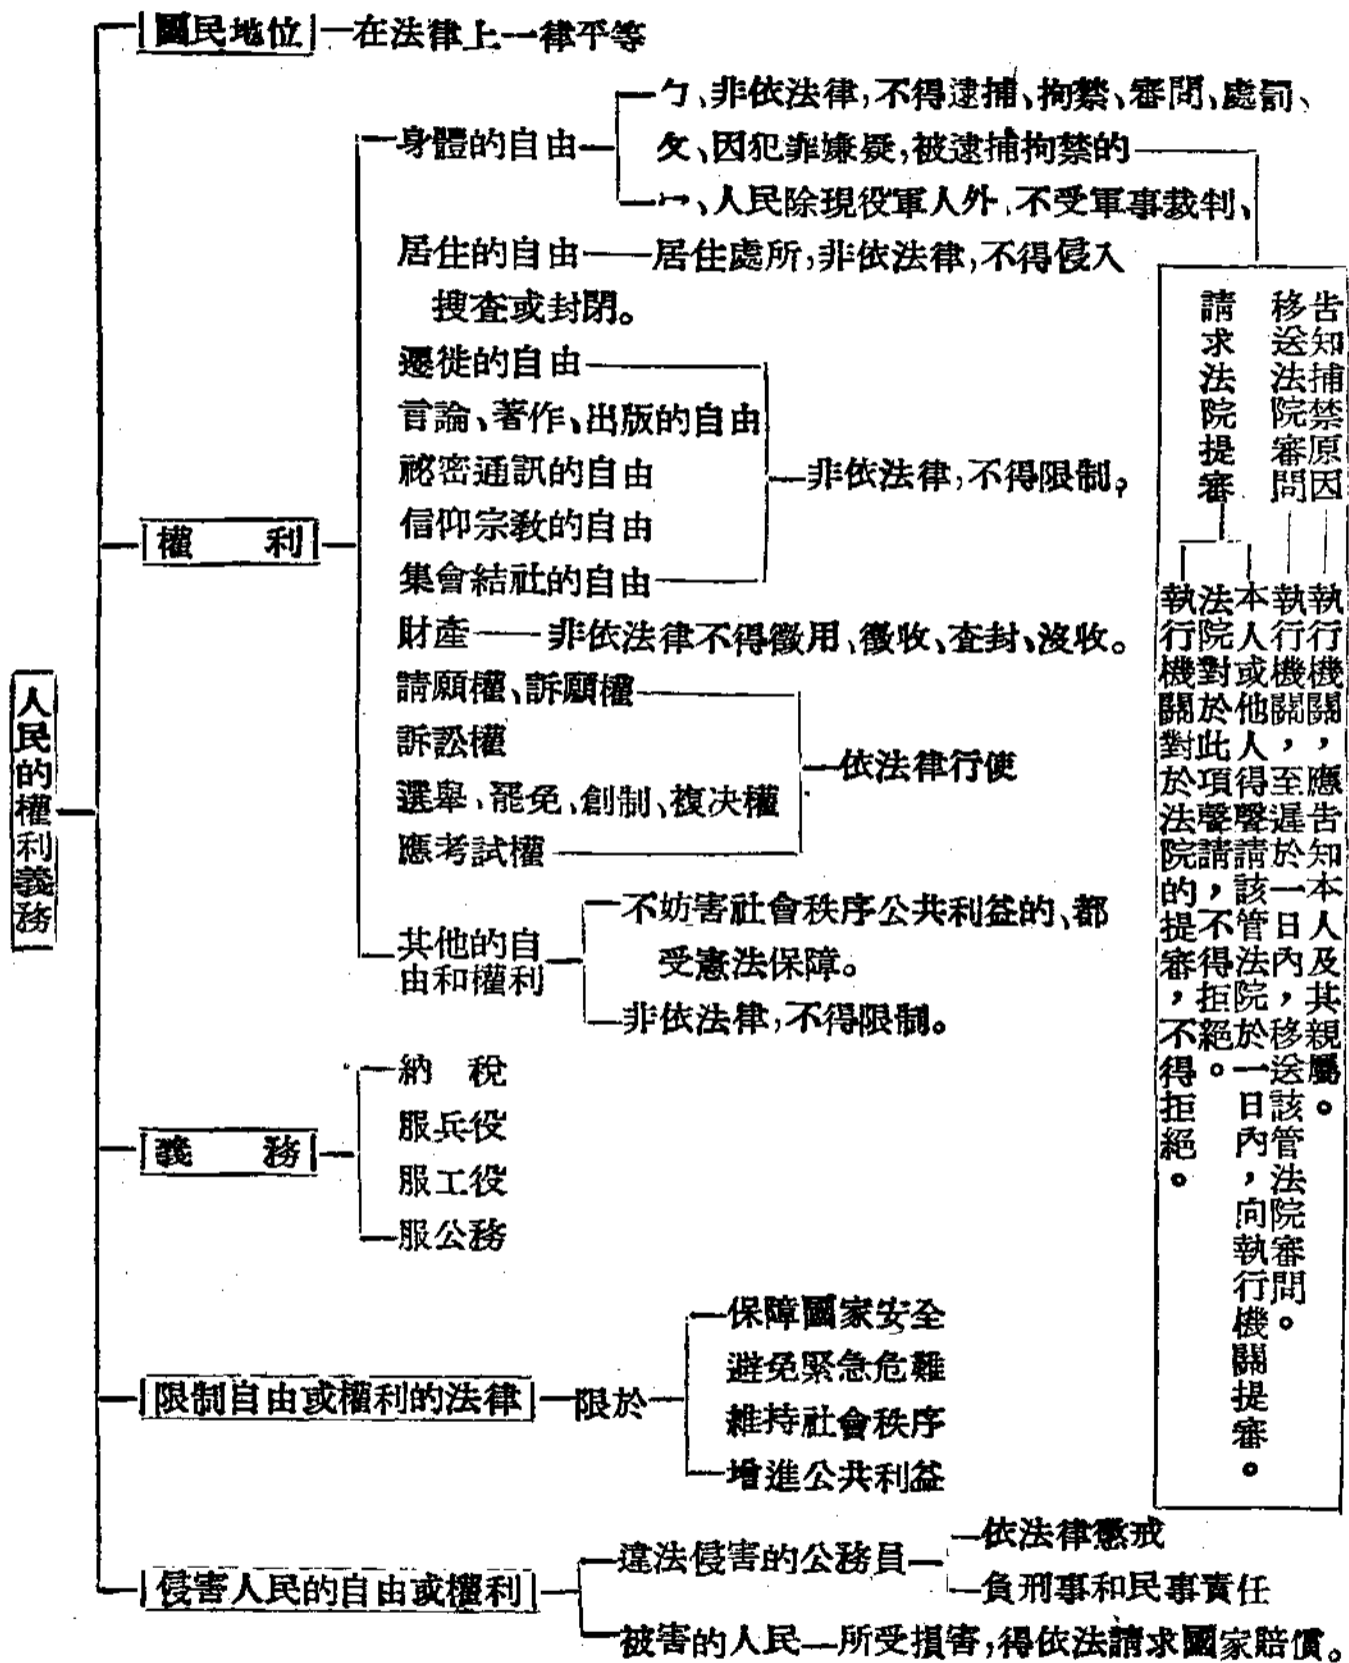 人民的權利義務
國民地位
在法律上一律平等
權 利
身體的自由
ㄅ、非依法律,不得逮捕、拘禁、審問、處罰、
ㄆ、因犯罪嫌疑,被逮捕拘禁的
ㄇ、人民除現役軍人外,不受軍事裁判、
告知捕禁原因
執行機關,應告知本人及其親屬。
移送法院審問
執行機關,至遲於一日內,移送該管法院審問。
請求法院提審
本人或他人得聲請該管法院於一日內,向執行機關提審。
法院對於此項聲請,不得拒絕。
執行機關對於法院的提審,不得拒絕。
居住的自由
居住處所,非依法律,不得侵入
搜查或封閉。
遷徙的自由
言論、著作、出版的自由
祕密通訊的自由
信仰宗教的自由
集會結社的自由
非依法律,不得限制。
財產
非依法律不得徵用、徵收、查封、沒收。
請願權、訴願權
訴訟權
選舉、罷免、創制、複决權
應考試權
依法律行使
其他的自
由和權利
不妨害社會秩序公共利益的、都
受憲法保障。
非依法律,不得限制。
義 務
納 稅
服兵役
服工役
服公務
限制自由或權利的法律
限於
保障國家安全
避免緊急危難
維持社會秩序
增進公共利益
侵害人民的自由或權利
違法侵害的公務員
依法律懲戒
負刑事和民事責任
被害的人民
所受損害,得依法請求國家賠償。